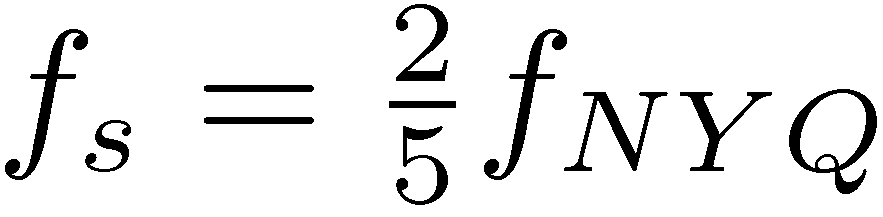 $f_s = \frac{2}{5} f_{NYQ}$